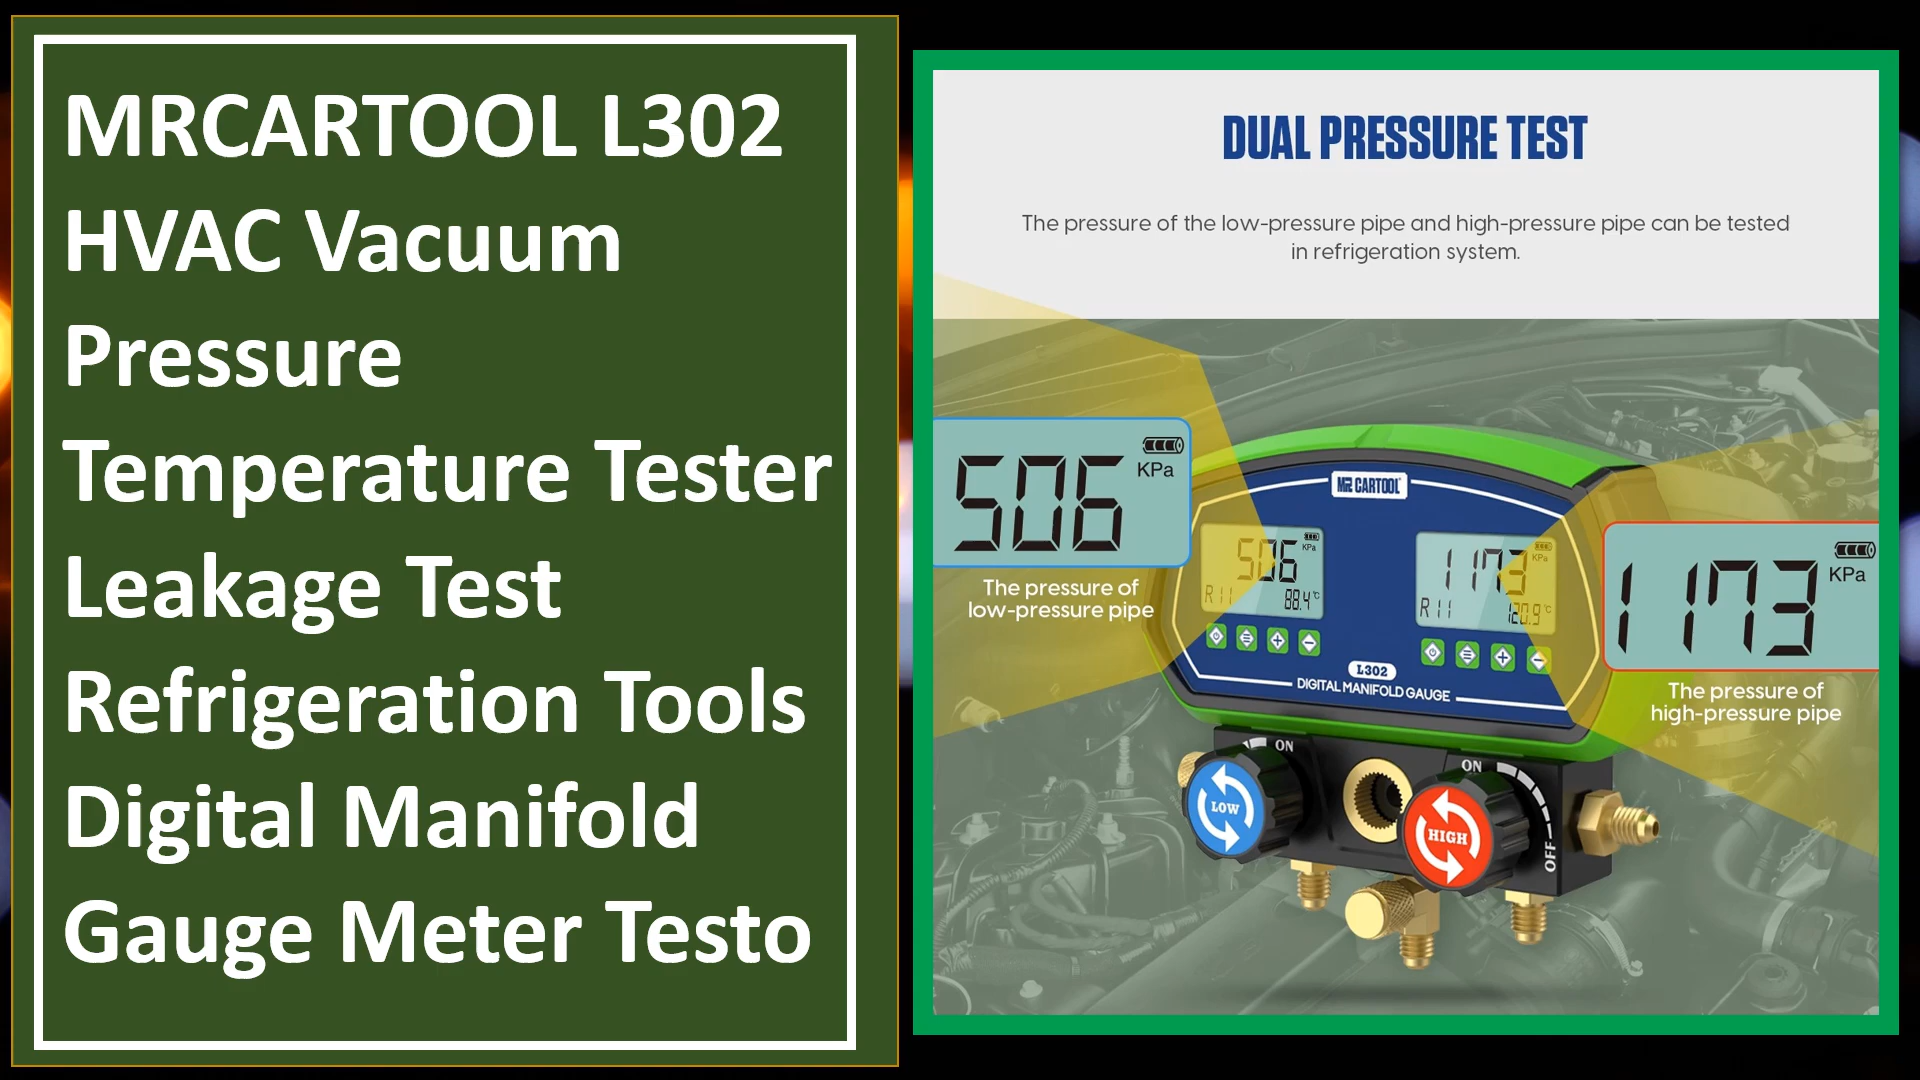 MRCARTOOL L302
HVAC Vacuum
Pressure
Temperature Tester
Leakage Test
Refrigeration Tools
Digital Manifold
Gauge Meter Testo
DUAL PRESSURE TEST
The pressure of the low-pressure pipe and high-pressure pipe can be tested
in refrigeration system.
506
KPa
The pressure of
low-pressure pipe
1173
KPa
The pressure of
high-pressure pipe
MR CARTOOL
506
KPa
R11
88.4°C
1173
KPa
R11
120.9°C
L302
DIGITAL MANIFOLD GAUGE
ON
LOW
ON
HIGH
OFF